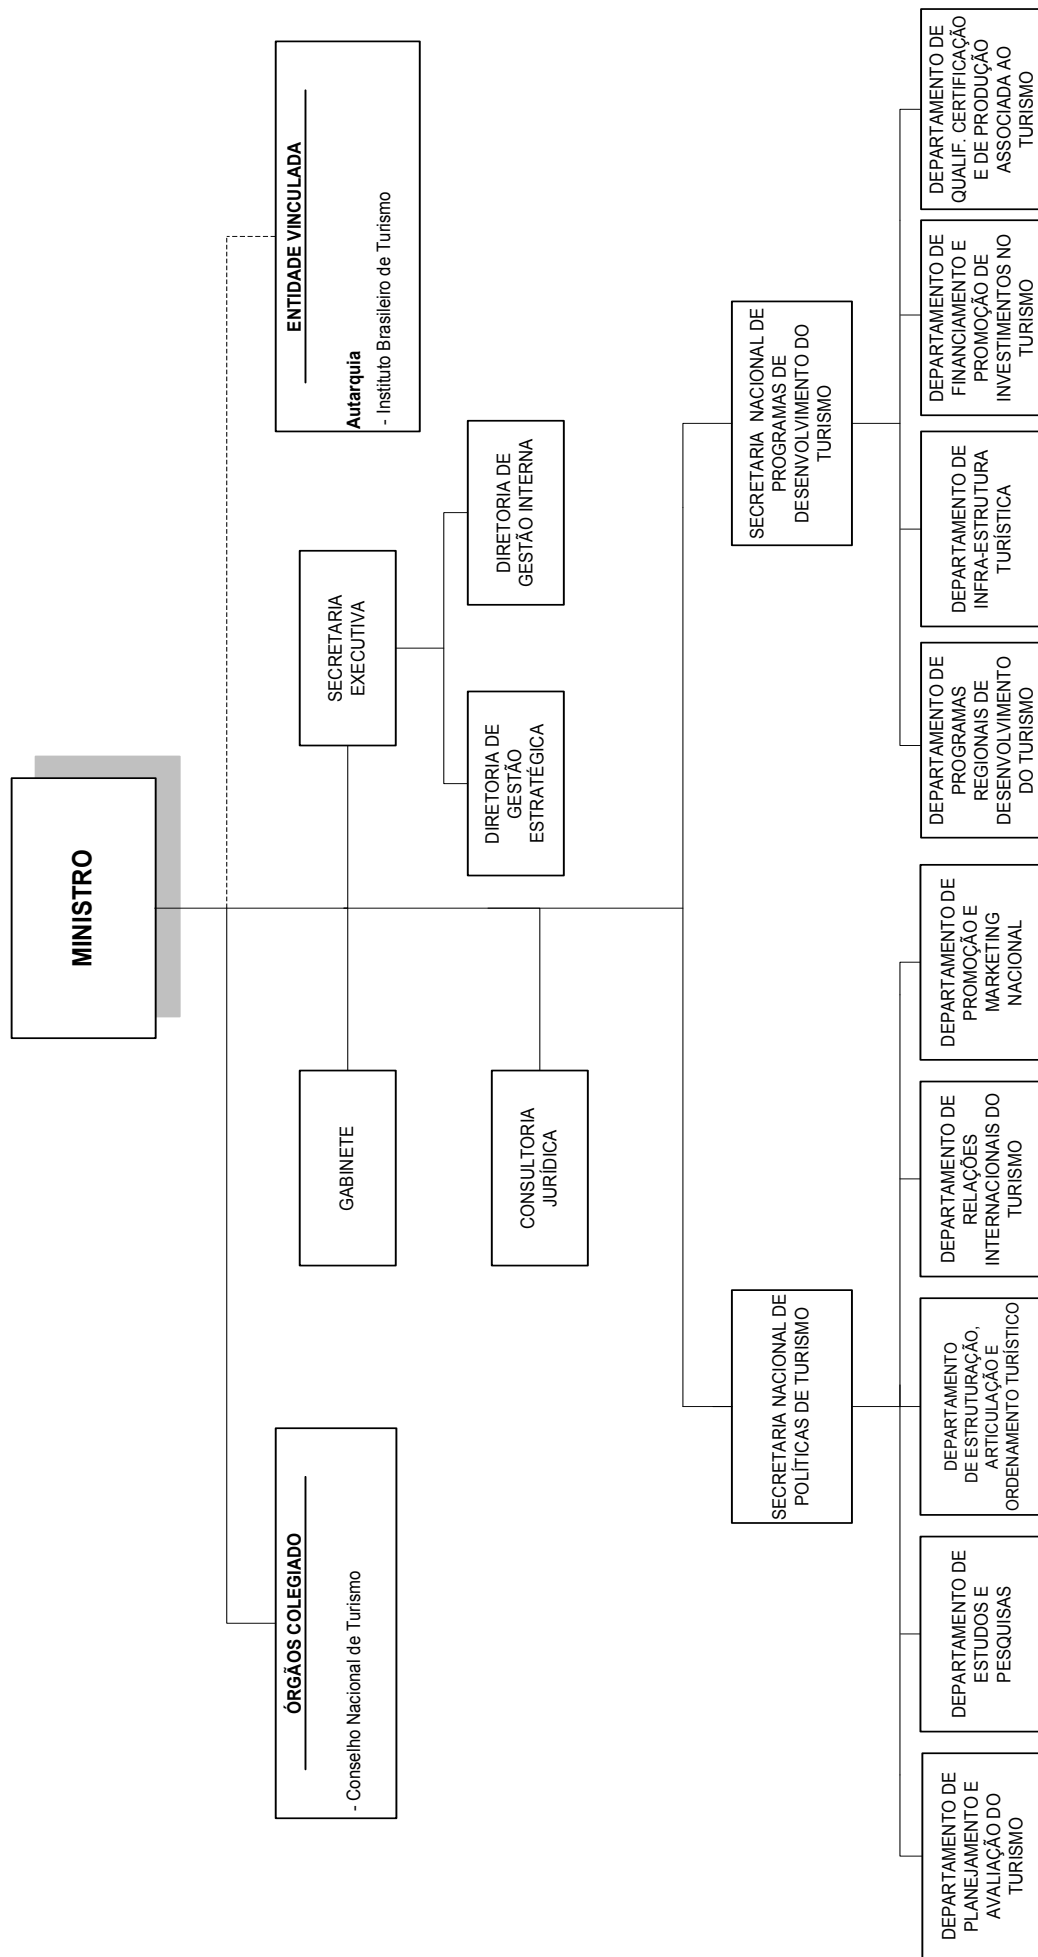 MINISTRO
ÓRGÃOS COLEGIADO
- Conselho Nacional de Turismo
ENTIDADE VINCULADA
Autarquia
- Instituto Brasileiro de Turismo
GABINETE
SECRETARIA
EXECUTIVA
DIRETORIA DE
GESTÃO
ESTRATÉGICA
DIRETORIA DE
GESTÃO INTERNA
CONSULTORIA
JURÍDICA
SECRETARIA NACIONAL DE
POLÍTICAS DE TURISMO
SECRETARIA NACIONAL DE
PROGRAMAS DE
DESENVOLVIMENTO DO
TURISMO
DEPARTAMENTO DE
PLANEJAMENTO E
AVALIAÇÃO DO
TURISMO
DEPARTAMENTO DE
ESTUDOS E
PESQUISAS
DEPARTAMENTO
DE ESTRUTURAÇÃO,
ARTICULAÇÃO E
ORDENAMENTO TURÍSTICO
DEPARTAMENTO DE
RELAÇÕES
INTERNACIONAIS DO
TURISMO
DEPARTAMENTO DE
PROMOÇÃO E
MARKETING
NACIONAL
DEPARTAMENTO DE
PROGRAMAS
REGIONAIS DE
DESENVOLVIMENTO
DO TURISMO
DEPARTAMENTO DE
INFRA-ESTRUTURA
TURÍSTICA
DEPARTAMENTO DE
FINANCIAMENTO E
PROMOÇÃO DE
INVESTIMENTOS NO
TURISMO
DEPARTAMENTO DE
QUALIF. CERTIFICAÇÃO
E DE PRODUÇÃO
ASSOCIADA AO
TURISMO